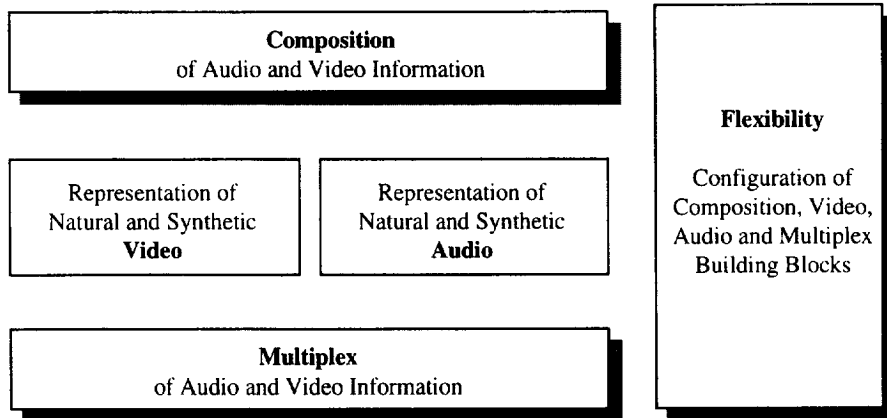 Composition
of Audio and Video Information
Representation of
Natural and Synthetic
Video
Representation of
Natural and Synthetic
Audio
Multiplex
of Audio and Video Information
Flexibility
Configuration of
Composition, Video,
Audio and Multiplex
Building Blocks